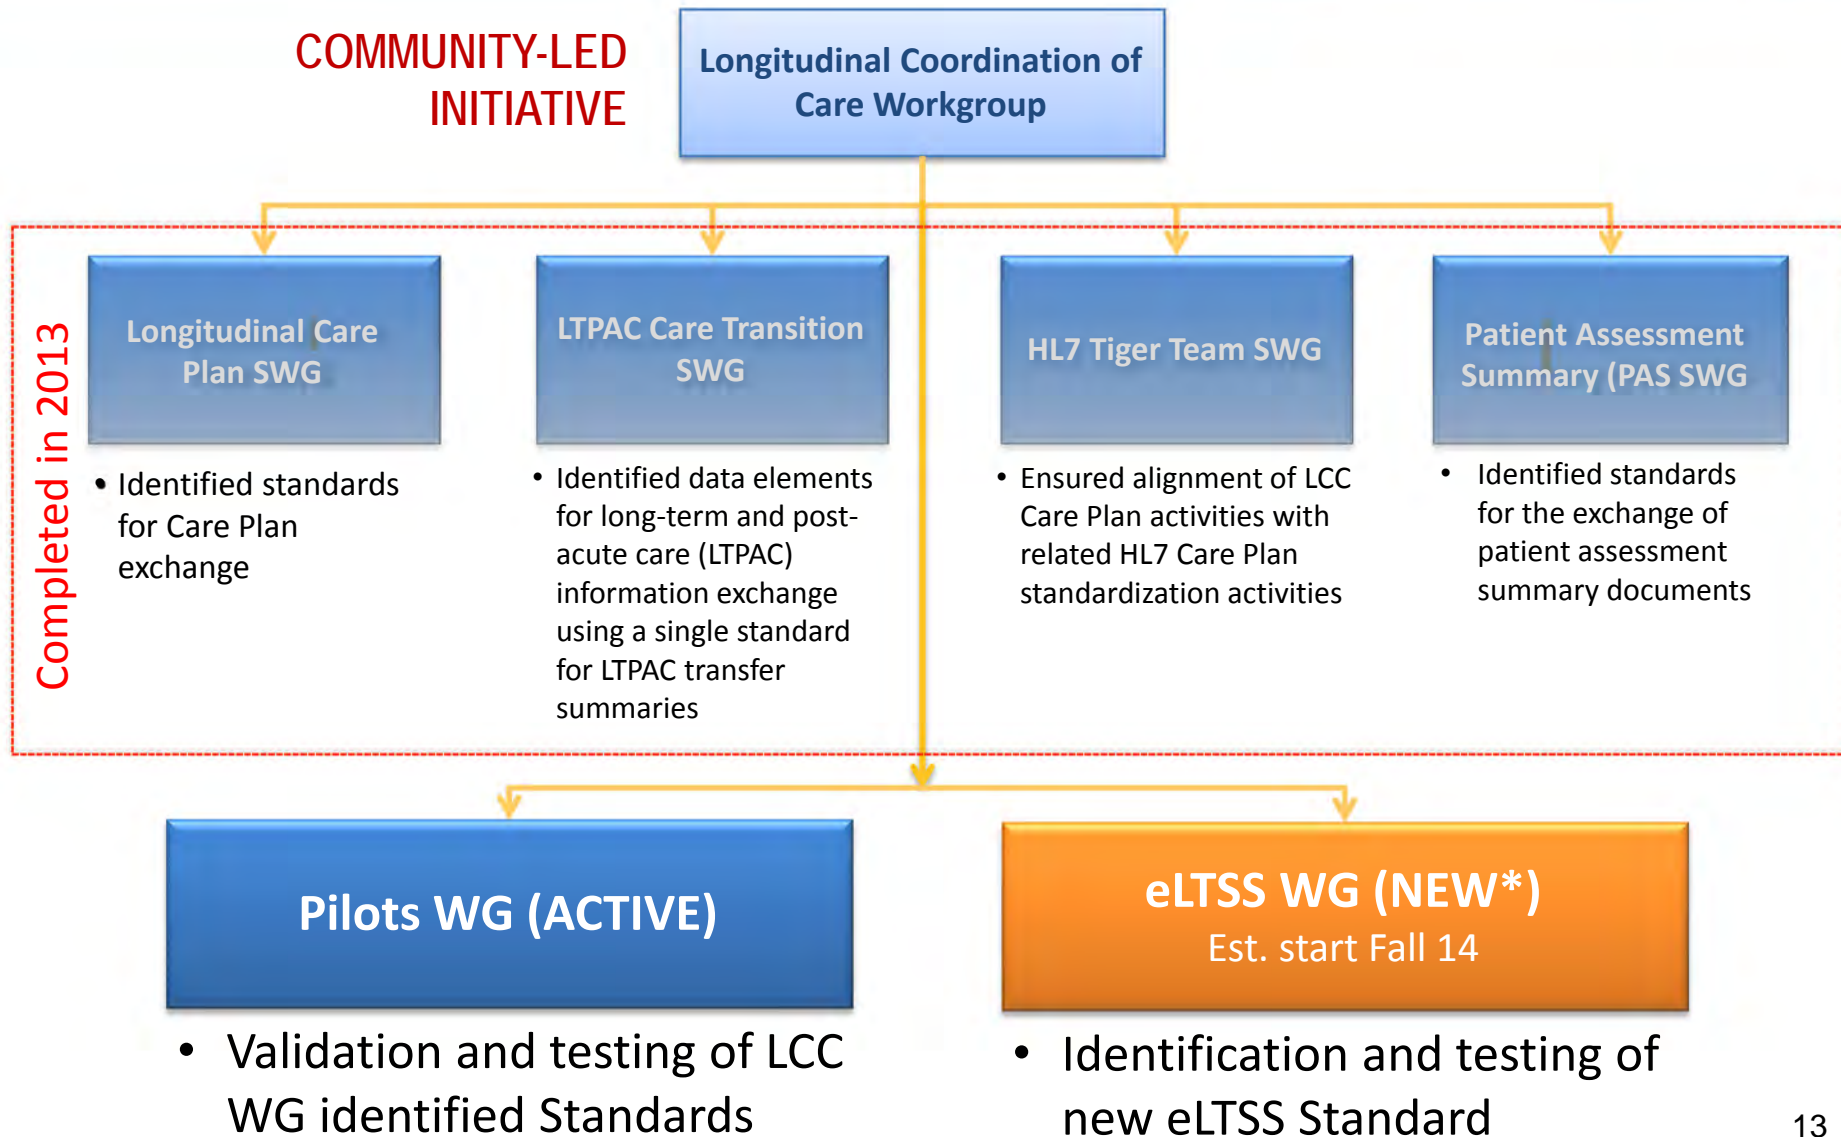 COMMUNITY-LED
INITIATIVE
Longitudinal Coordination of
Care Workgroup
Completed in 2013
Longitudinal Care
Plan SWG
• Identified standards
for Care Plan
exchange
LTPAC Care Transition
SWG
• Identified data elements
for long-term and post-
acute care (LTPAC)
information exchange
using a single standard
for LTPAC transfer
summaries
HL7 Tiger Team SWG
• Ensured alignment of LCC
Care Plan activities with
related HL7 Care Plan
standardization activities
Patient Assessment
Summary (PAS SWG
• Identified standards
for the exchange of
patient assessment
summary documents
Pilots WG (ACTIVE)
• Validation and testing of LCC
WG identified Standards
eLTSS WG (NEW*)
Est. start Fall 14
• Identification and testing of
new eLTSS Standard
13